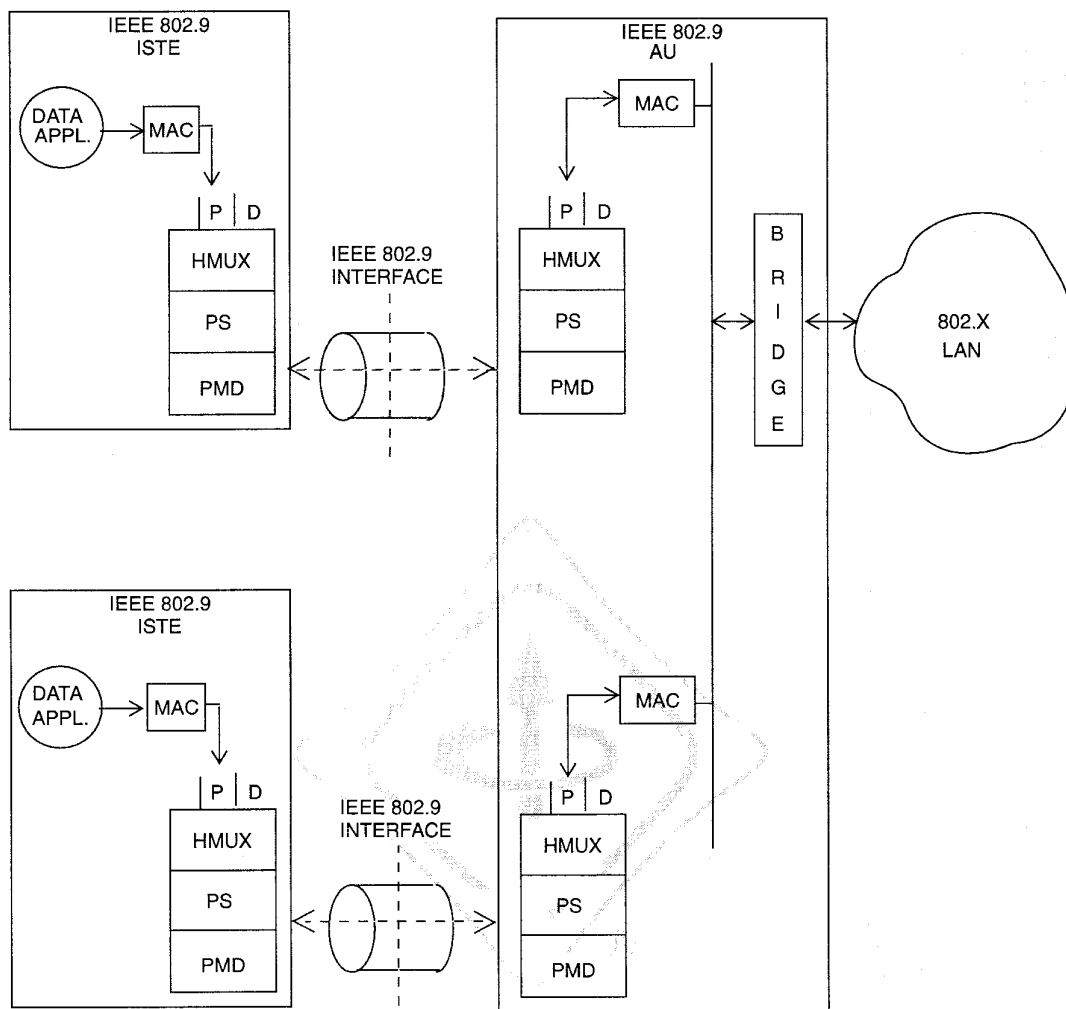 IEEE 802.9
ISTE
DATA
APPL.
MAC
P D
HMUX
PS
PMD
IEEE 802.9
INTERFACE
IEEE 802.9
AU
MAC
P D
HMUX
PS
PMD
B
R
I
D
G
E
802.X
LAN
IEEE 802.9
ISTE
DATA
APPL.
MAC
P D
HMUX
PS
PMD
IEEE 802.9
INTERFACE
MAC
P D
HMUX
PS
PMD